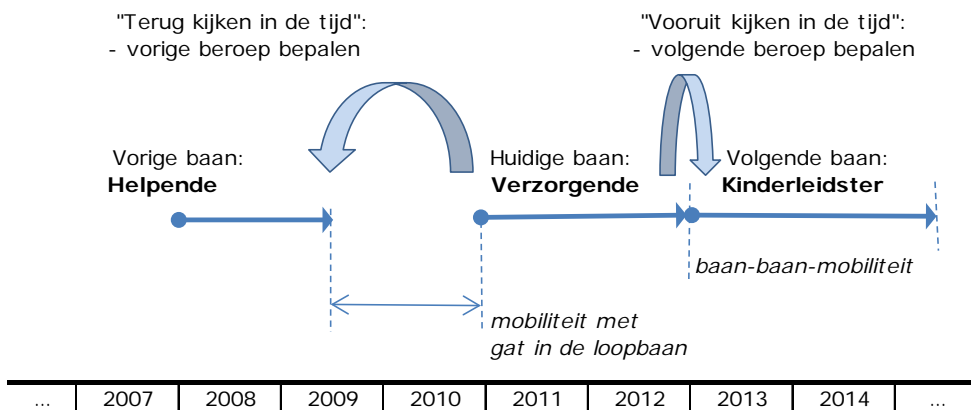 "Terug kijken in de tijd":
- vorige beroep bepalen
"Vooruit kijken in de tijd":
- volgende beroep bepalen
Vorige baan:
Helpende
Huidige baan:
Verzorgende
Volgende baan:
Kinderleidster
baan-baan-mobiliteit
mobiliteit met
gat in de loopbaan
... 2007 2008 2009 2010 2011 2012 2013 2014 ...